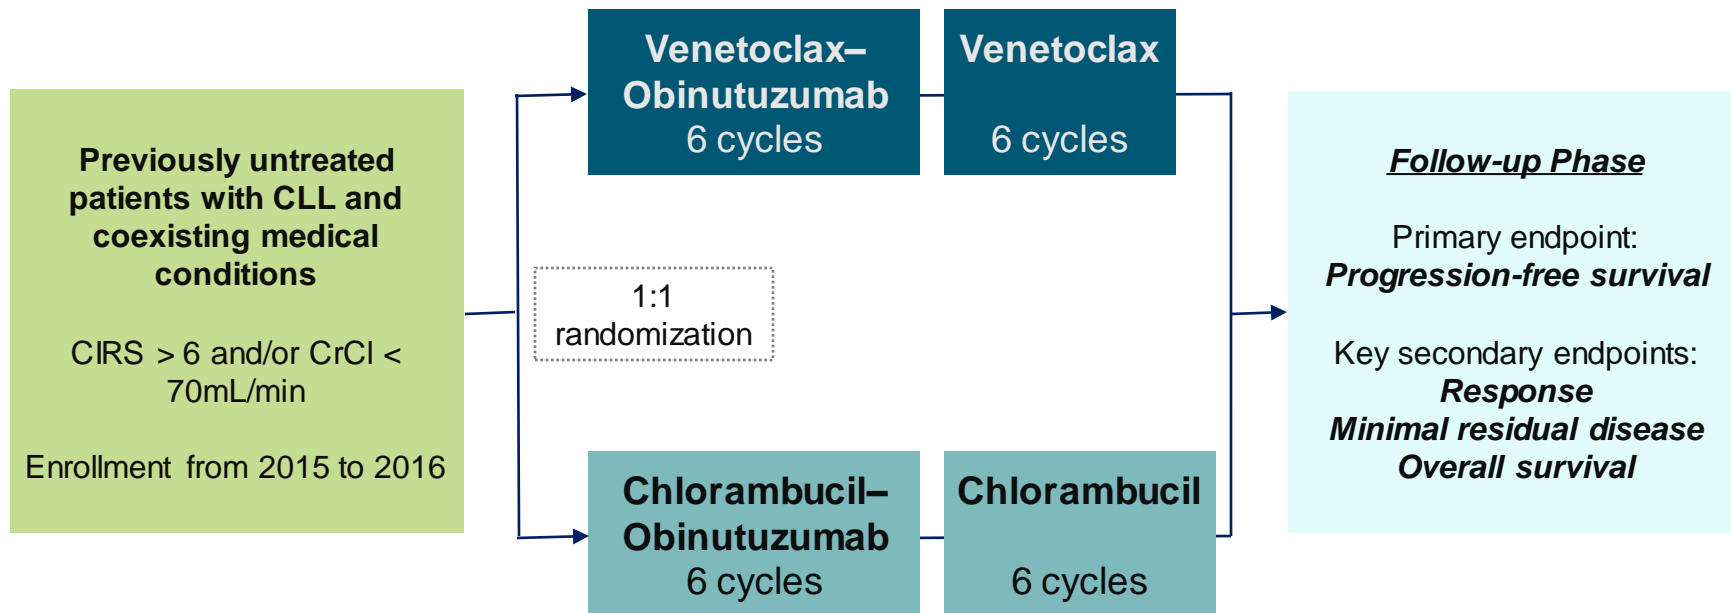 Previously untreated
patients with CLL and
coexisting medical
conditions
CIRS > 6 and/or CrCl <
70mL/min
Enrollment from 2015 to 2016
1:1
randomization
Venetoclax–
Obinutuzumab
6 cycles
Venetoclax
6 cycles
Chlorambucil–
Obinutuzumab
6 cycles
Chlorambucil
6 cycles
Follow-up Phase
Primary endpoint:
Progression-free survival
Key secondary endpoints:
Response
Minimal residual disease
Overall survival